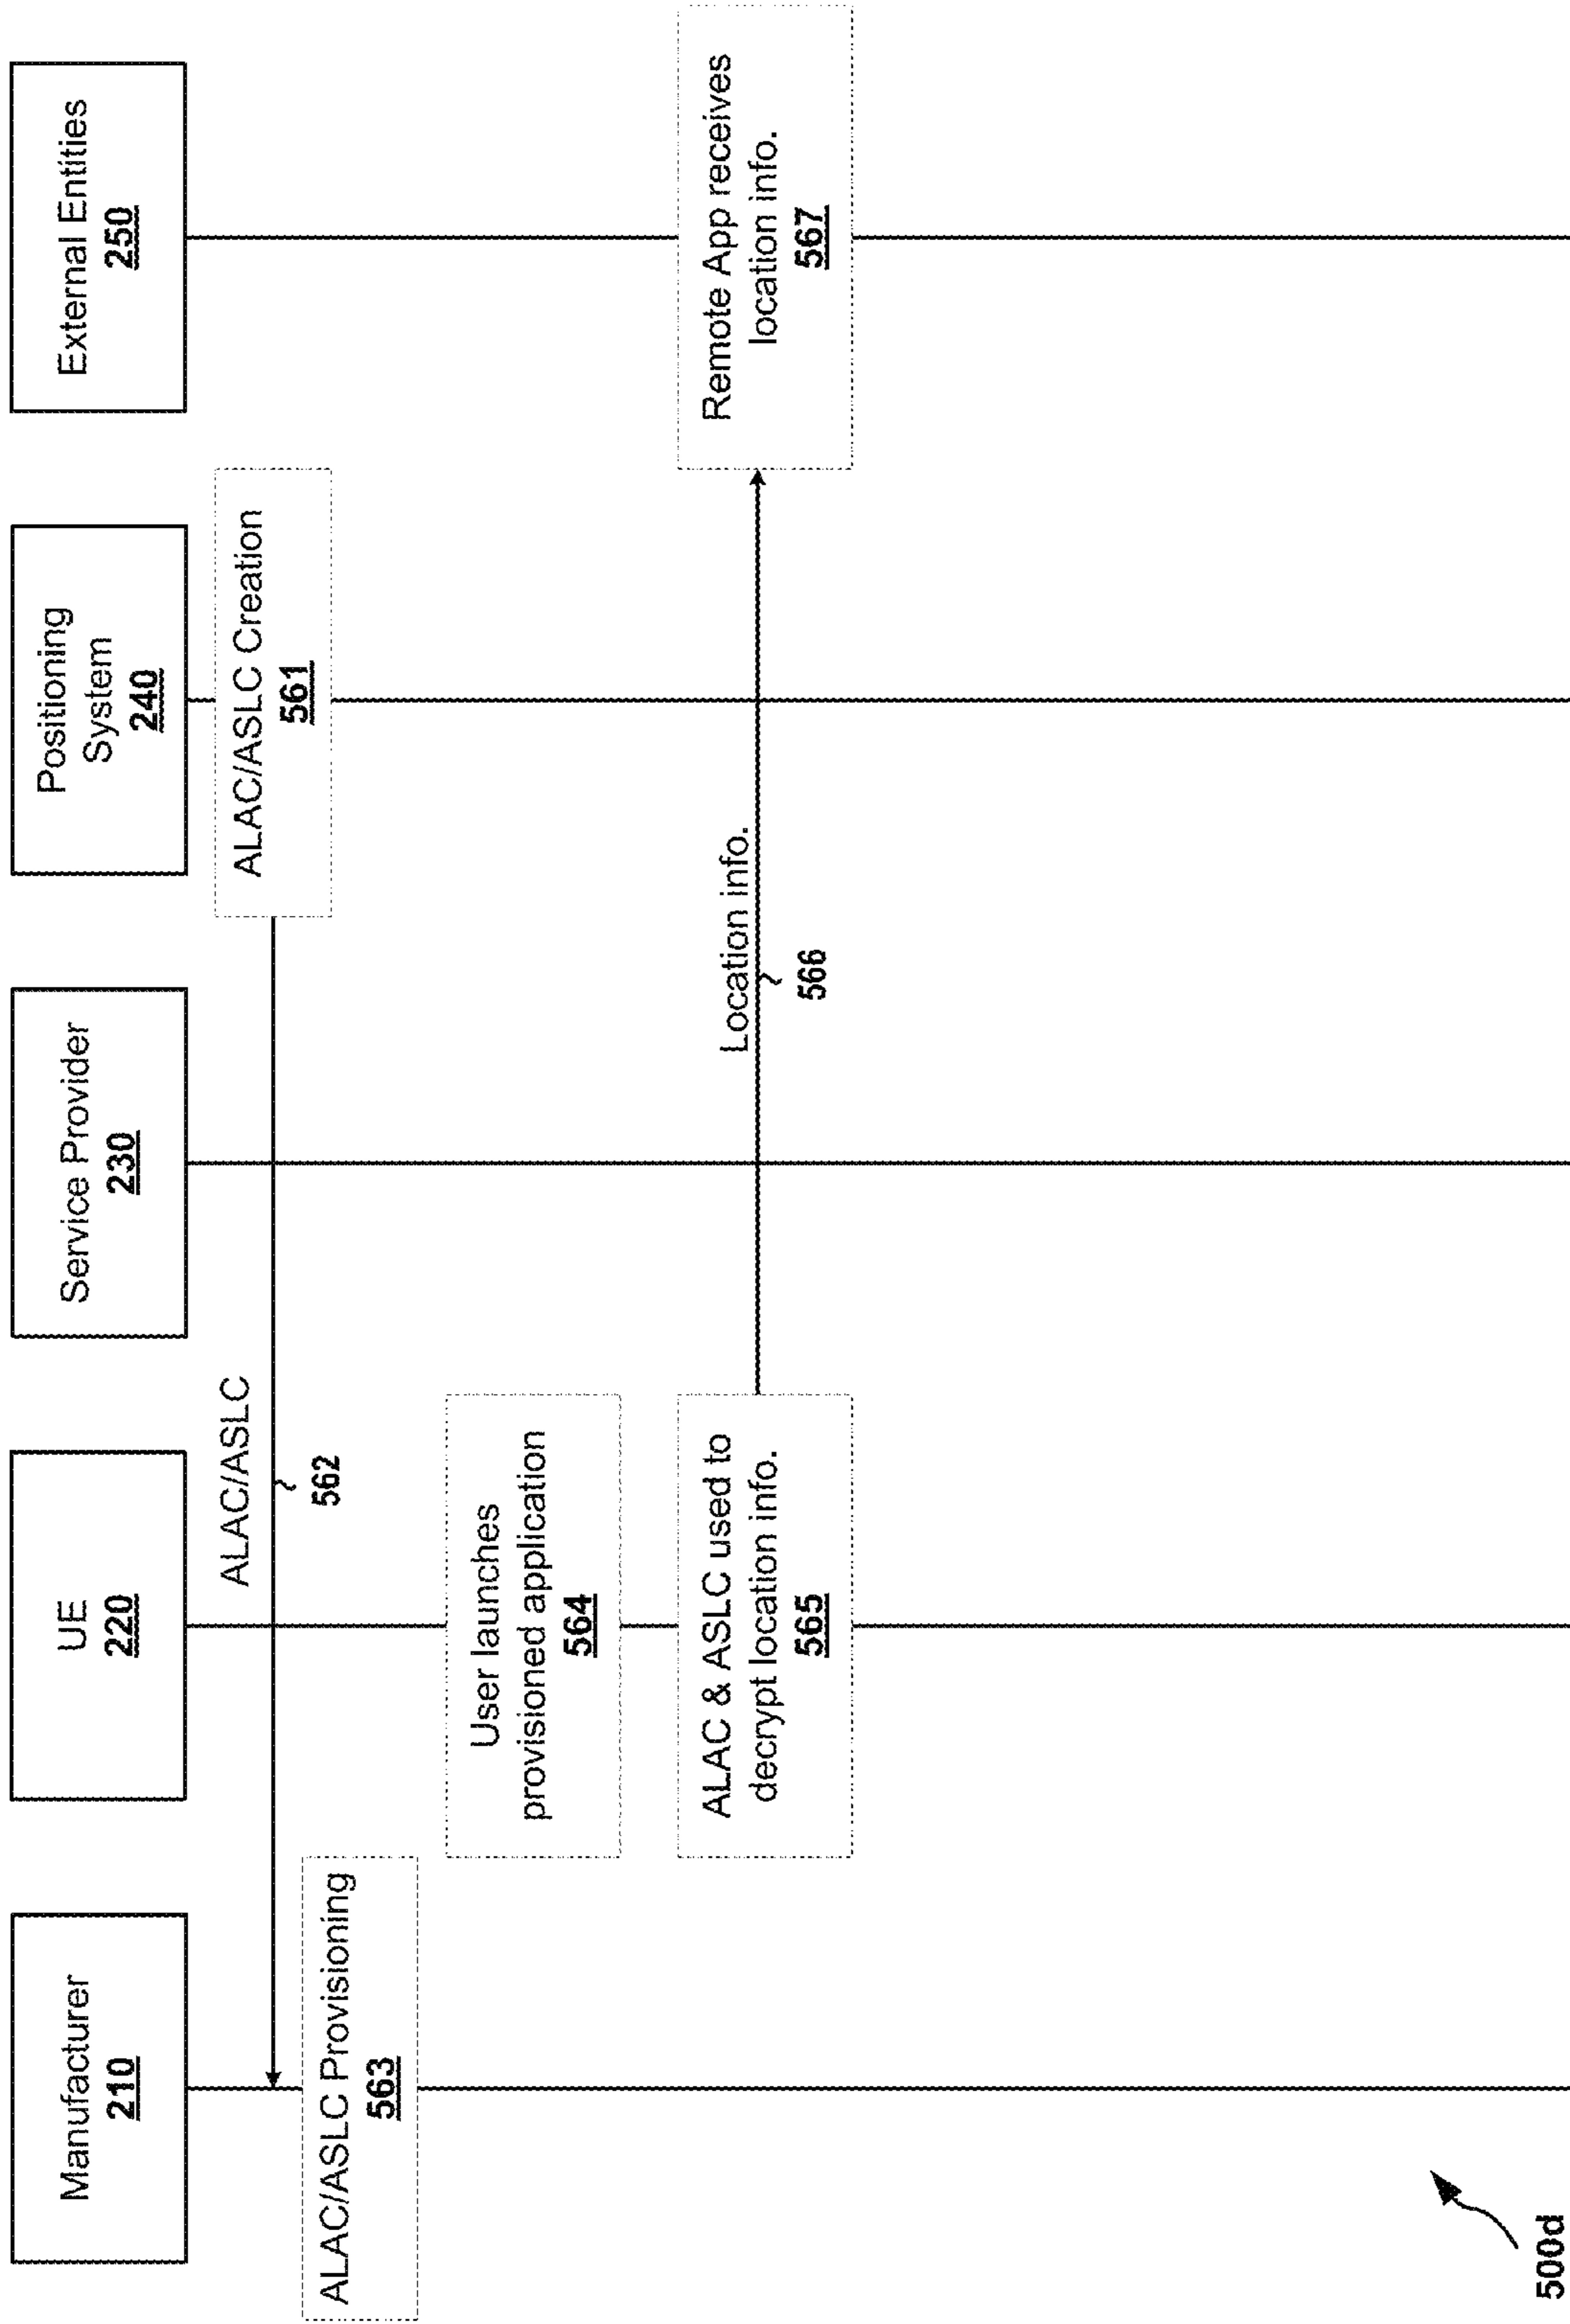 Manufacturer
210
UE
220
Service Provider
230
Positioning
System
240
External Entities
250
ALAC/ASLC Creation
561
ALAC/ASLC
562
ALAC/ASLC Provisioning
563
User launches
provisioned application
564
ALAC & ASLC used to
decrypt location info.
565
Location info.
566
Remote App receives
location info.
567
500d